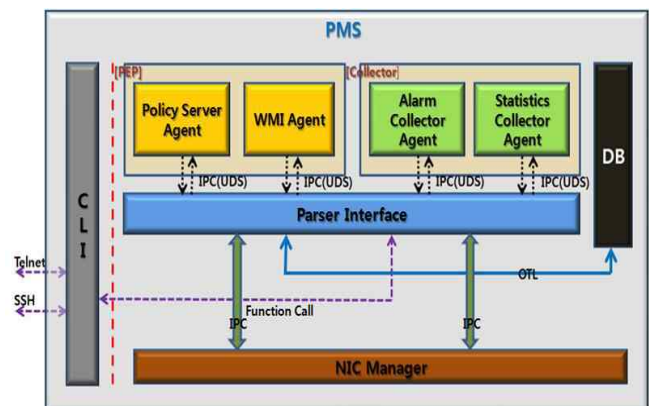 PMS
[PEP]
[Collector]
Policy Server
Agent
WMI Agent
Alarm
Collector
Agent
Statistics
Collector
Agent
DB
IPC(UDS)
IPC(UDS)
IPC(UDS)
IPC(UDS)
C
L
I
Parser Interface
Telnet
SSH
OTL
Function Call
IPC
IPC
NIC Manager